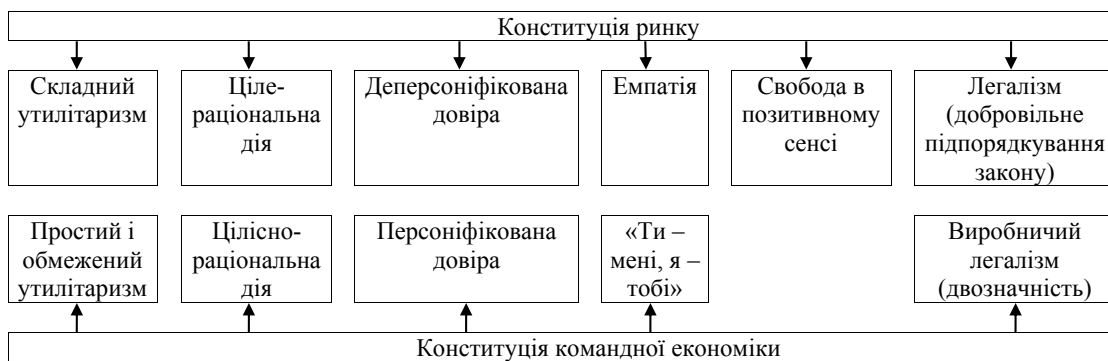 Конституція ринку
Складний
утилітаризм
Ціле-
раціональна
дія
Деперсоніфікована
довіра
Емпатія
Свобода в
позитивному
сенсі
Легалізм
(добровільне
підпорядкування
закону)
Простий і
обмежений
утилітаризм
Цілісно-
раціональна
дія
Персоніфікована
довіра
«Ти –
мені, я –
тобі»
Виробничий
легалізм
(двозначність)
Конституція командної економіки